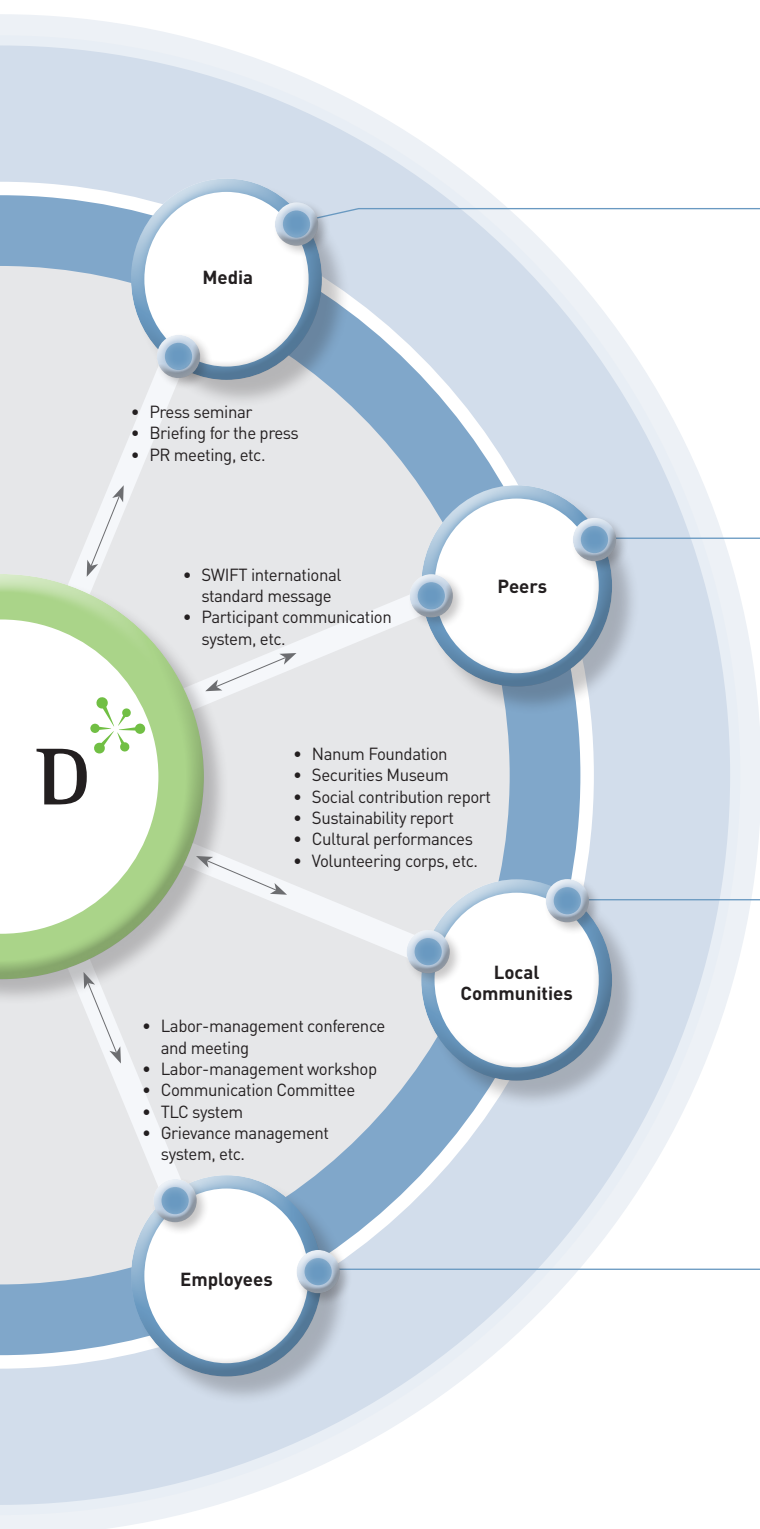 Media
• Press seminar
• Briefing for the press
• PR meeting, etc.
• SWIFT international
standard message
• Participant communication
system, etc.
Peers
D
• Nanum Foundation
• Securities Museum
• Social contribution report
• Sustainability report
• Cultural performances
• Volunteering corps, etc.
Local
Communities
• Labor-management conference
and meeting
• Labor-management workshop
• Communication Committee
• TLC system
• Grievance management
system, etc.
Employees